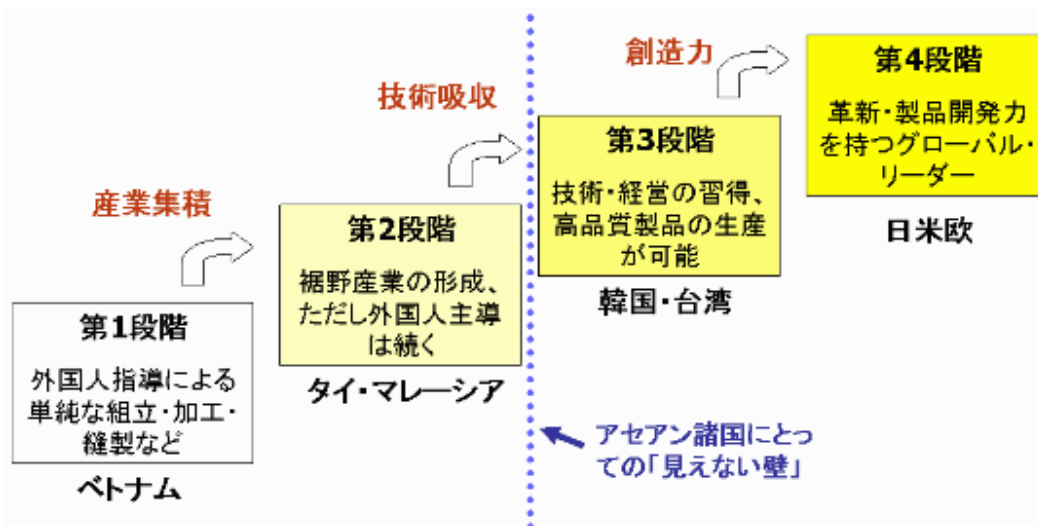 第1段階
外国人指導による
単純な組立・加工・
縫製など
ベトナム
産業集積
第2段階
裾野産業の形成、
ただし外国人主導
は続く
タイ・マレーシア
技術吸収
第3段階
技術・経営の習得、
高品質製品の生産
が可能
韓国・台湾
創造力
第4段階
革新・製品開発力
を持つグローバル・
リーダー
日米欧
アセアン諸国にとっ
ての「見えない壁」